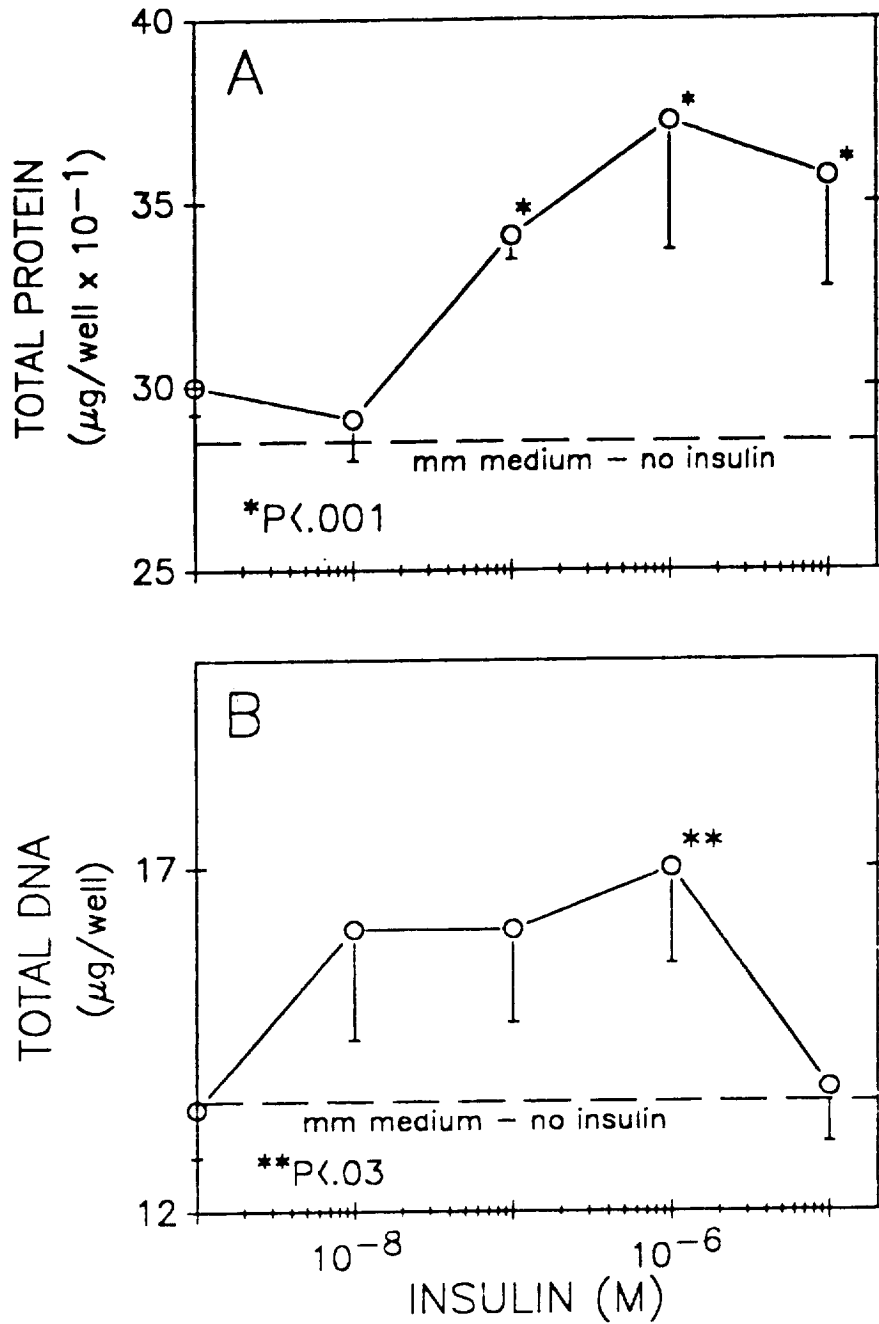 A
40
35
30
25
TOTAL PROTEIN
(μg/well x 10⁻¹)
*
*
*
mm medium – no insulin
*P<.001
B
17
12
TOTAL DNA
(μg/well)
**
mm medium – no insulin
**P<.03
10⁻⁸
10⁻⁶
INSULIN (M)